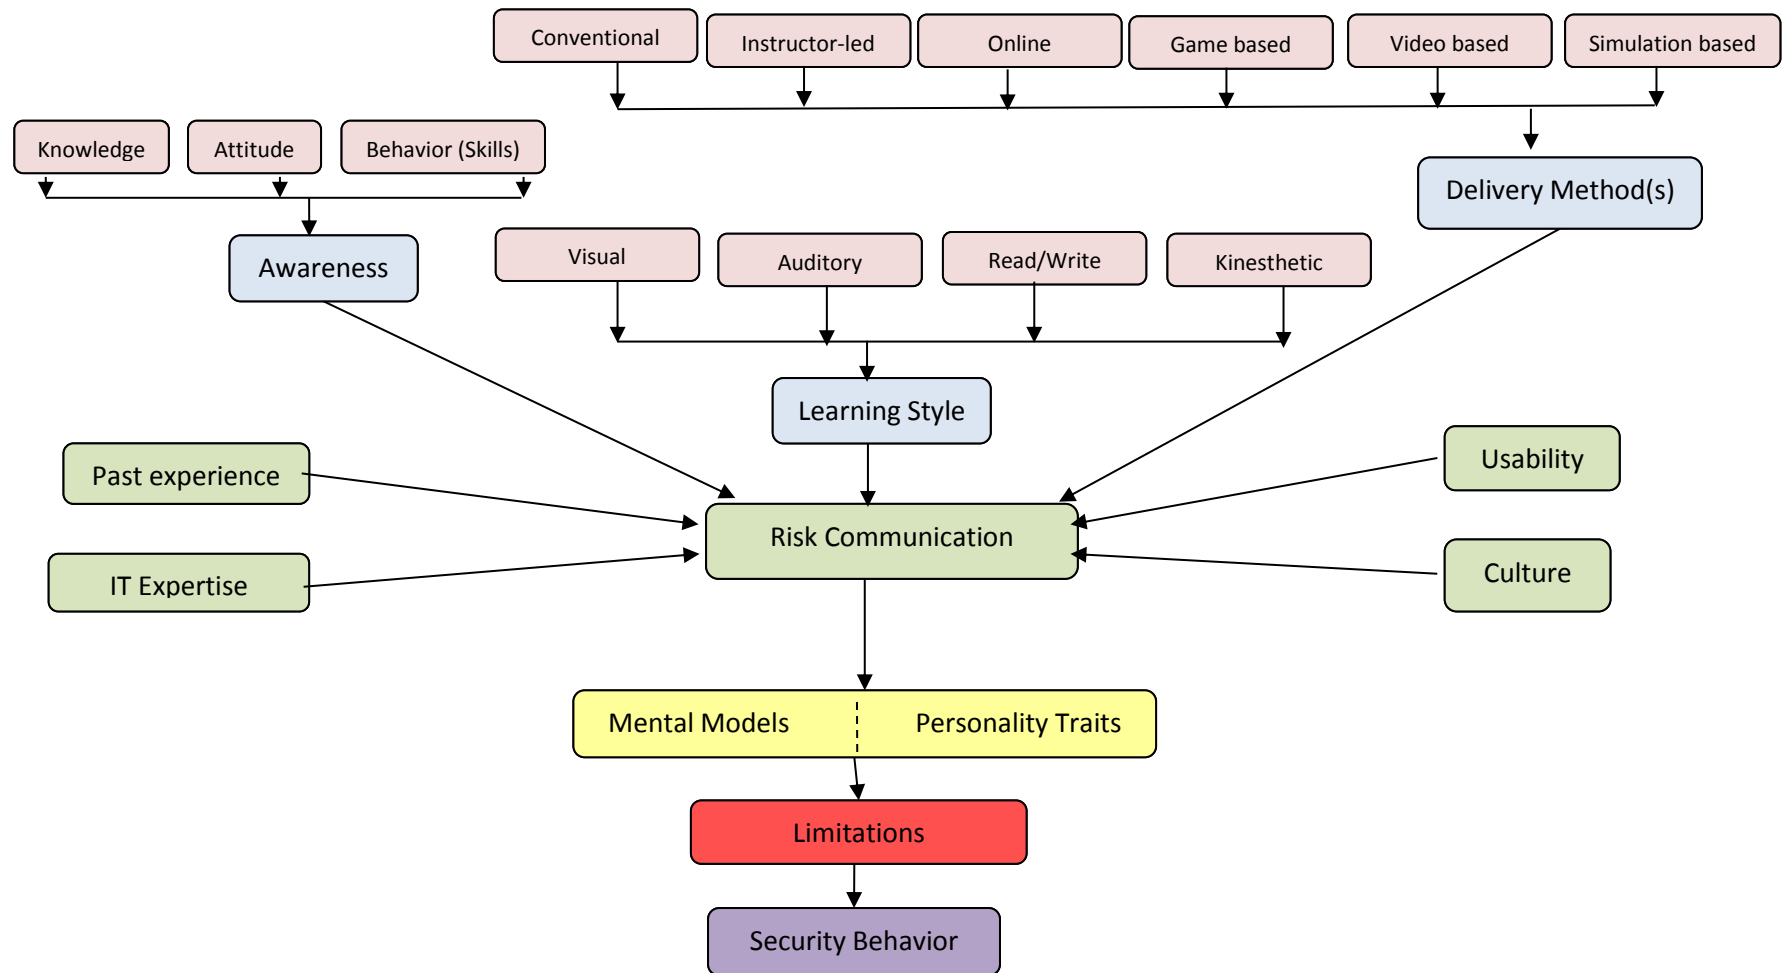 Conventional
Instructor-led
Online
Game based
Video based
Simulation based
Knowledge
Attitude
Behavior (Skills)
Delivery Method(s)
Awareness
Visual
Auditory
Read/Write
Kinesthetic
Learning Style
Past experience
Usability
Risk Communication
IT Expertise
Culture
Mental Models
Personality Traits
Limitations
Security Behavior